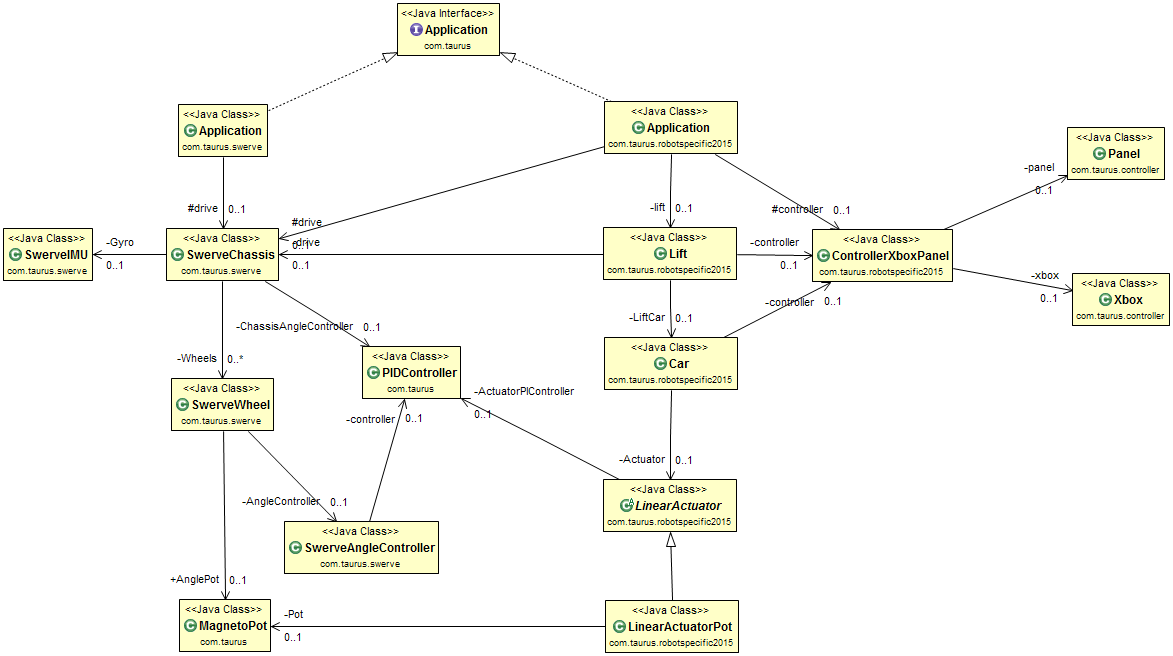 <<Java Interface>>
Application
com.taurus
<<Java Class>>
Application
com.taurus.swerve
<<Java Class>>
Application
com.taurus.robotspecific2015
<<Java Class>>
Panel
com.taurus.controller
-panel
0..1
#drive
0..1
-lift
0..1
#controller
0..1
#drive
0..1
-drive
0..1
<<Java Class>>
SwerveIMU
com.taurus.swerve
-Gyro
0..1
<<Java Class>>
SwerveChassis
com.taurus.swerve
<<Java Class>>
Lift
com.taurus.robotspecific2015
-controller
0..1
<<Java Class>>
ControllerXboxPanel
com.taurus.robotspecific2015
-xbox
0..1
<<Java Class>>
Xbox
com.taurus.controller
-controller
0..1
-LiftCar
0..1
-ChassisAngleController
0..1
-Wheels
0..*
<<Java Class>>
PIDController
com.taurus
<<Java Class>>
Car
com.taurus.robotspecific2015
<<Java Class>>
SwerveWheel
com.taurus.swerve
-ActuatorPIController
0..1
-controller
0..1
-Actuator
0..1
<<Java Class>>
LinearActuator
com.taurus.robotspecific2015
-AngleController
0..1
<<Java Class>>
SwerveAngleController
com.taurus.swerve
+AnglePot
0..1
<<Java Class>>
MagnetoPot
com.taurus
-Pot
0..1
<<Java Class>>
LinearActuatorPot
com.taurus.robotspecific2015